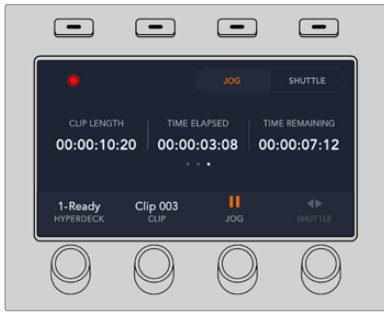 JOG SHUTTLE
CLIP LENGTH TIME ELAPSED TIME REMAINING
00:00:10:20 00:00:03:08 00:00:07:12
1-Ready Clip 003
HYPERDECK CLIP JOG SHUTTLE